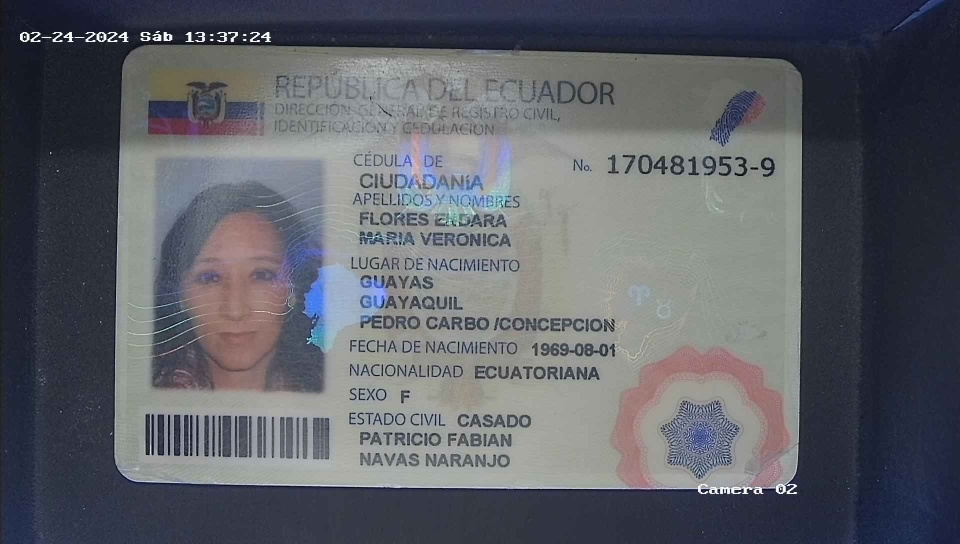 02-24-2024 Sáb 13:37:24
REPÚBLICA DEL ECUADOR
DIRECCIÓN GENERAL DE REGISTRO CIVIL,
IDENTIFICACIÓN Y CEDULACIÓN
CÉDULA DE No. 170481953-9
CIUDADANÍA
APELLIDOS Y NOMBRES
FLORES ENDARA
MARIA VERONICA
LUGAR DE NACIMIENTO
GUAYAS
GUAYAQUIL
PEDRO CARBO /CONCEPCION
FECHA DE NACIMIENTO 1969-08-01
NACIONALIDAD ECUATORIANA
SEXO F
ESTADO CIVIL CASADO
PATRICIO FABIAN
NAVAS NARANJO
Camera 02